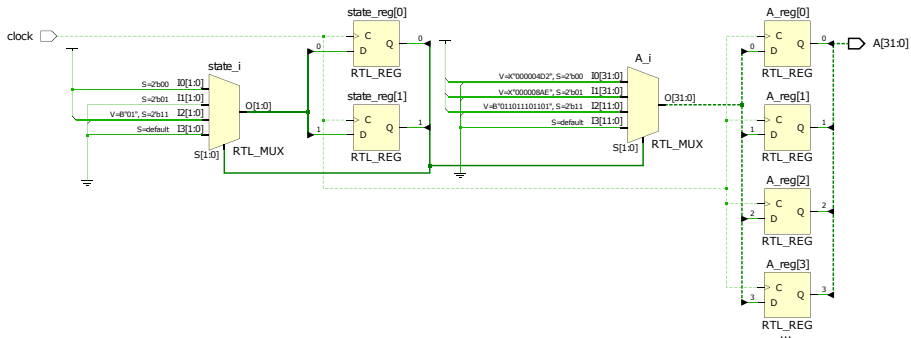 clock
state_i
S=2'b00 I0[1:0]
S=2'b01 I1[1:0]
V=B"01", S=2'b11 I2[1:0]
S=default I3[1:0]
S[1:0]
O[1:0]
RTL_MUX
state_reg[0]
0
C
D
Q
0
RTL_REG
state_reg[1]
1
C
D
Q
1
RTL_REG
A_i
V=X"000004D2", S=2'b00 I0[31:0]
V=X"000008AE", S=2'b01 I1[31:0]
V=B"011011101101", S=2'b11 I2[11:0]
S=default I3[11:0]
S[1:0]
O[31:0]
RTL_MUX
A_reg[0]
0
C
D
Q
0
RTL_REG
A[31:0]
A_reg[1]
1
C
D
Q
1
RTL_REG
A_reg[2]
2
C
D
Q
2
RTL_REG
A_reg[3]
3
C
D
Q
3
RTL_REG
...